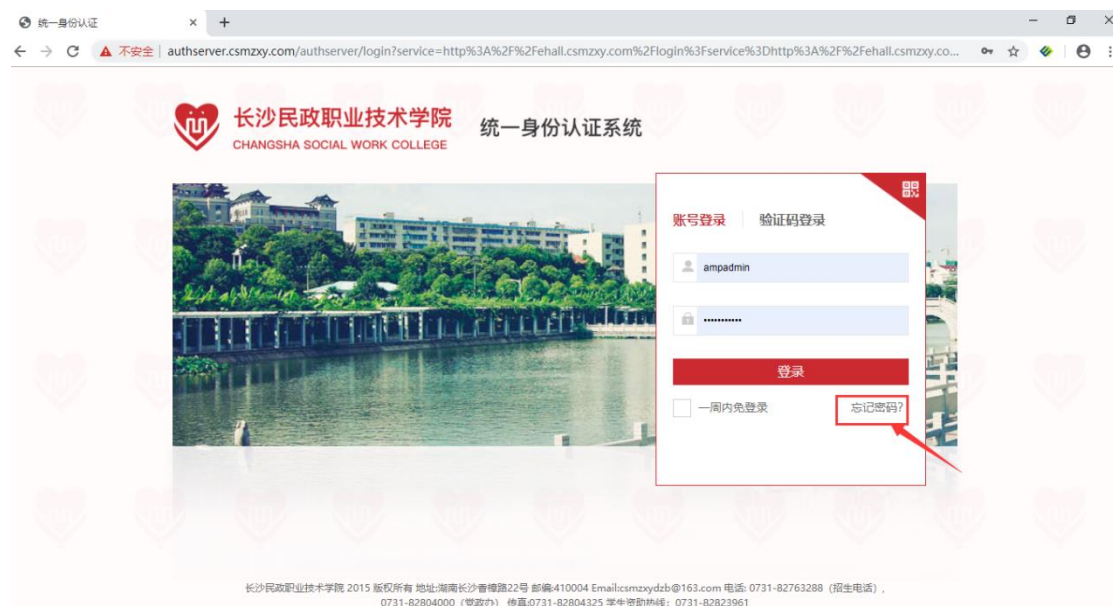 统一身份认证
不安全 authserver.csmzxy.com/authserver/login?service=http%3A%2F%2Fehall.csmzxy.com%2Flogin%3Fservice%3Dhttp%3A%2F%2Fehall.csmzxy.co...
长沙民政职业技术学院
CHANGSHA SOCIAL WORK COLLEGE
统一身份认证系统
账号登录 验证码登录
ampadmin
登录
一周内免登录 忘记密码?
长沙民政职业技术学院 2015 版权所有 地址:湖南长沙香樟路22号 邮编:410004 Email:csmzxydzb@163.com 电话: 0731-82763288（招生电话）,
0731-82804000（党政办） 传真:0731-82804325 学生资助热线：0731-82823961